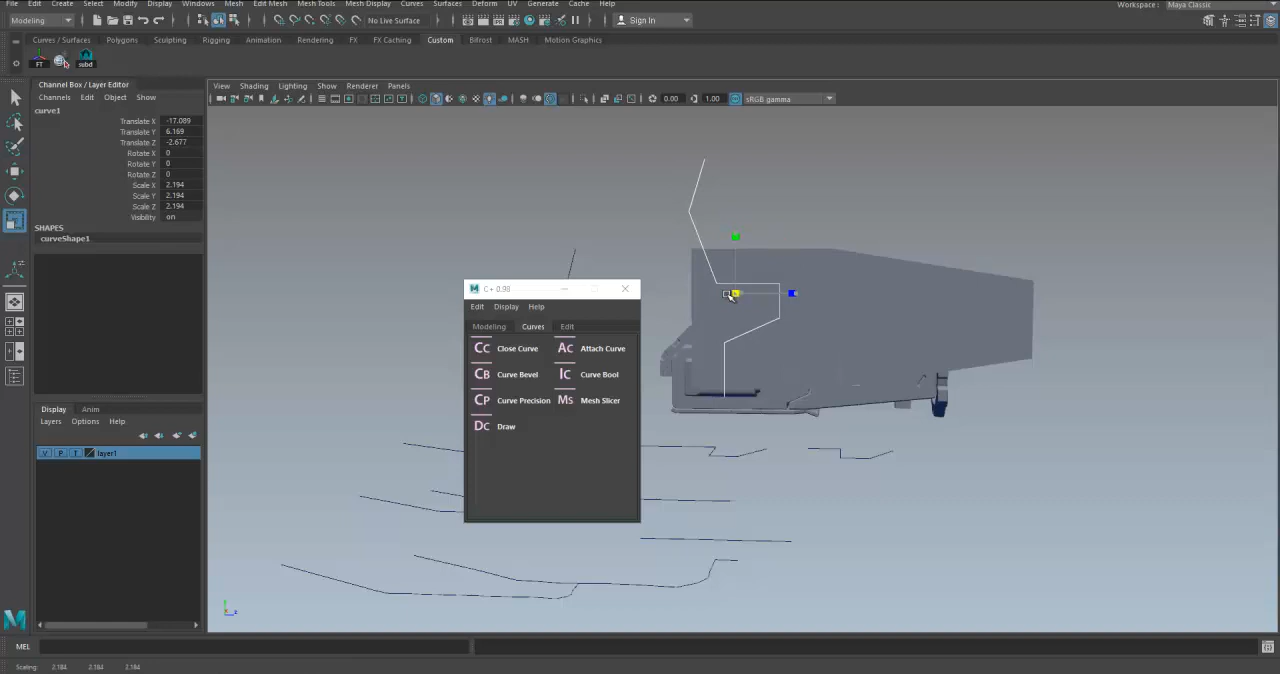 File Edit Create Select Modify Display Windows Mesh Edit Mesh Mesh Tools Mesh Display Curves Surfaces Deform UV Generate Cache Help Workspace : Maya Classic
Modeling No Live Surface Sign In
Curves / Surfaces Polygons Sculpting Rigging Animation Rendering FX FX Caching Custom Bifrost MASH Motion Graphics
FT subd
Channel Box / Layer Editor
Channels Edit Object Show
curve1
Translate X -17.089
Translate Y 6.169
Translate Z -2.677
Rotate X 0
Rotate Y 0
Rotate Z 0
Scale X 2.194
Scale Y 2.194
Scale Z 2.194
Visibility on
SHAPES
curveShape1
View Shading Lighting Show Renderer Panels
0.00 1.00 sRGB gamma
C+ 0.98
Edit Display Help
Modeling Curves Edit
Cc Close Curve Ac Attach Curve
CB Curve Bevel Ic Curve Bool
CP Curve Precision Ms Mesh Slicer
Dc Draw
Display Anim
Layers Options Help
V P T layer1
MEL
Scaling: 2.184 2.184 2.184